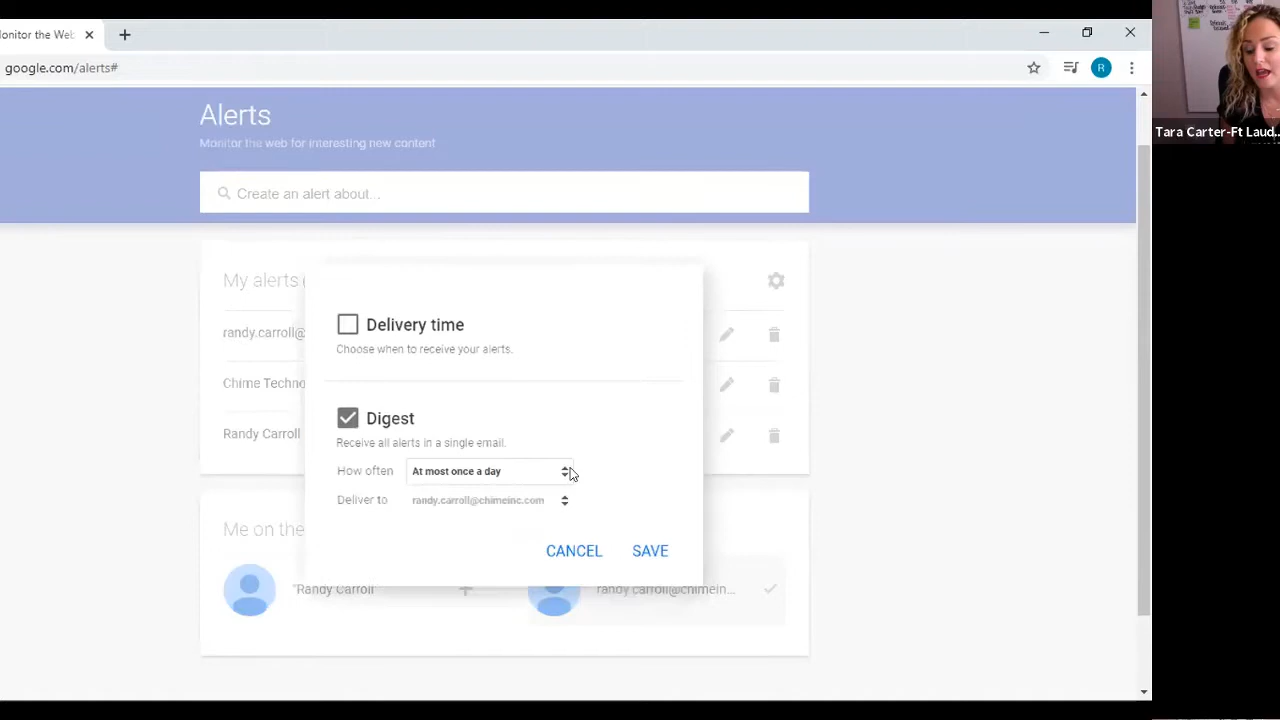 onitor the Web
google.com/alerts#
R
Tara Carter-Ft Laud...
Alerts
Monitor the web for interesting new content
Create an alert about...
My alerts (
randy.carroll@
Chime Techno
Randy Carroll
Delivery time
Choose when to receive your alerts.
Digest
Receive all alerts in a single email.
How often At most once a day
Deliver to randy.carroll@chimeinc.com
CANCEL SAVE
Me on the
"Randy Carroll"
randy.carroll@chimein...